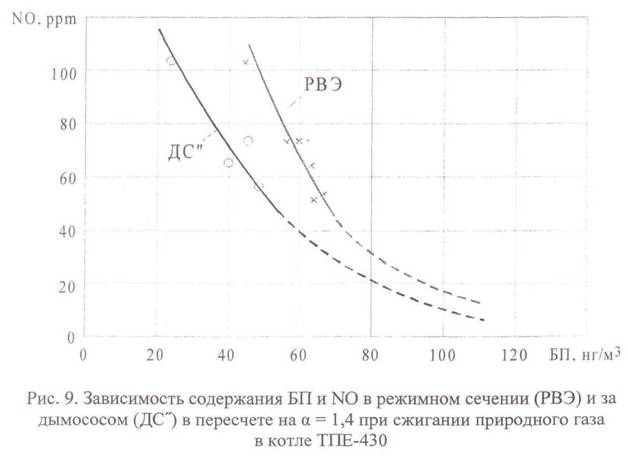 NO, ppm
100
80
60
40
20
0
РВЭ
ДС"
0 20 40 60 80 100 120 БП, нг/м³
Рис. 9. Зависимость содержания БП и NO в режимном сечении (РВЭ) и за
дымососом (ДС˝) в пересчете на α = 1,4 при сжигании природного газа
в котле ТПЕ-430